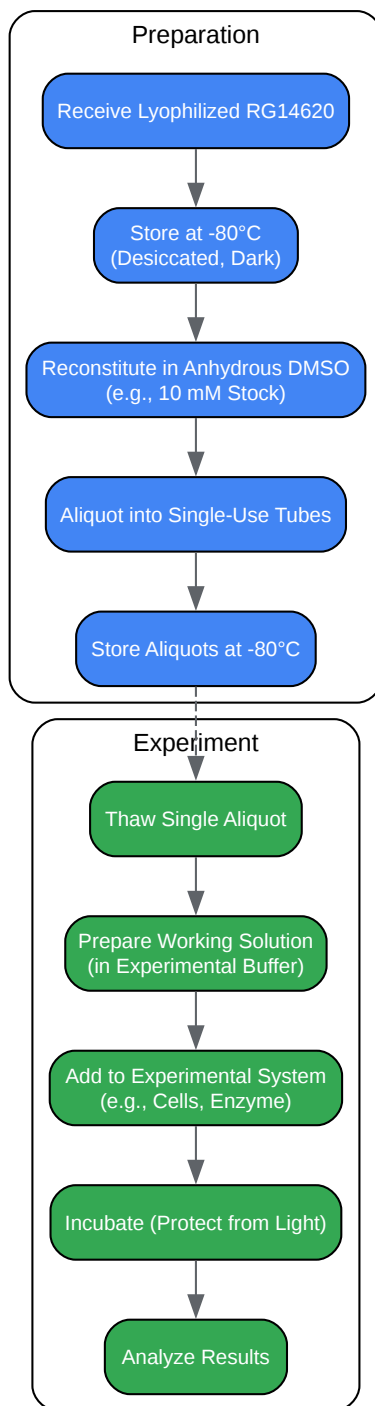 Preparation
Receive Lyophilized RG14620
Store at -80°C
(Desiccated, Dark)
Reconstitute in Anhydrous DMSO
(e.g., 10 mM Stock)
Aliquot into Single-Use Tubes
Store Aliquots at -80°C
Experiment
Thaw Single Aliquot
Prepare Working Solution
(in Experimental Buffer)
Add to Experimental System
(e.g., Cells, Enzyme)
Incubate (Protect from Light)
Analyze Results